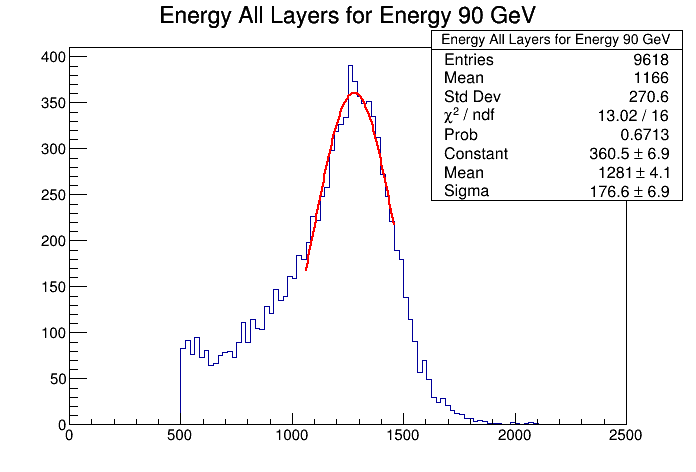 Energy All Layers for Energy 90 GeV
Energy All Layers for Energy 90 GeV
Entries 9618
Mean 1166
Std Dev 270.6
χ² / ndf 13.02 / 16
Prob 0.6713
Constant 360.5 ± 6.9
Mean 1281 ± 4.1
Sigma 176.6 ± 6.9
400
350
300
250
200
150
100
50
0
0 500 1000 1500 2000 2500